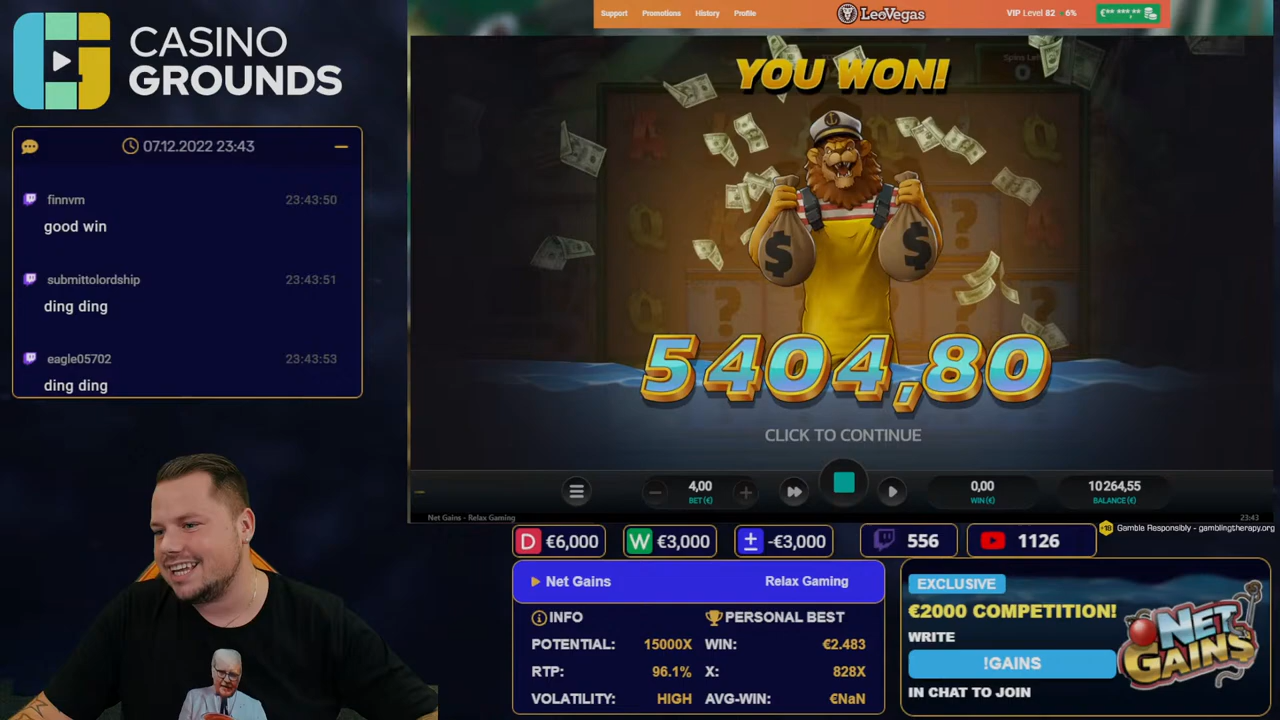 CASINO
GROUNDS
07.12.2022 23:43
finnvm 23:43:50
good win
submittolordship 23:43:51
ding ding
eagle05702 23:43:53
ding ding
Support Promotions History Profile
LeoVegas
VIP Level 82 6%
€** ***,**
YOU WON!
$ $
5404,80
CLICK TO CONTINUE
4,00
BET (€)
0,00
WIN (€)
10 264,55
BALANCE (€)
Net Gains - Relax Gaming
23:43
D €6,000
W €3,000
± -€3,000
556
1126
+18 Gamble Responsibly - gamblingtherapy.org
Net Gains Relax Gaming
INFO
POTENTIAL: 15000X
RTP: 96.1%
VOLATILITY: HIGH
PERSONAL BEST
WIN: €2.483
X: 828X
AVG-WIN: €NaN
EXCLUSIVE
€2000 COMPETITION!
WRITE
!GAINS
IN CHAT TO JOIN
NET
GAINS